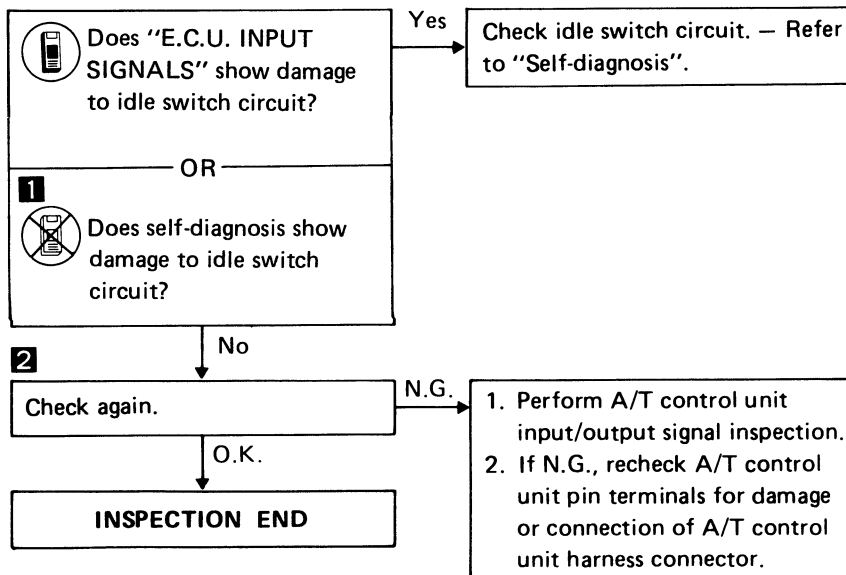 Does "E.C.U. INPUT
SIGNALS" show damage
to idle switch circuit?
Yes
Check idle switch circuit. — Refer
to "Self-diagnosis".
OR
1
Does self-diagnosis show
damage to idle switch
circuit?
No
2
Check again.
N.G.
1. Perform A/T control unit
input/output signal inspection.
2. If N.G., recheck A/T control
unit pin terminals for damage
or connection of A/T control
unit harness connector.
O.K.
INSPECTION END